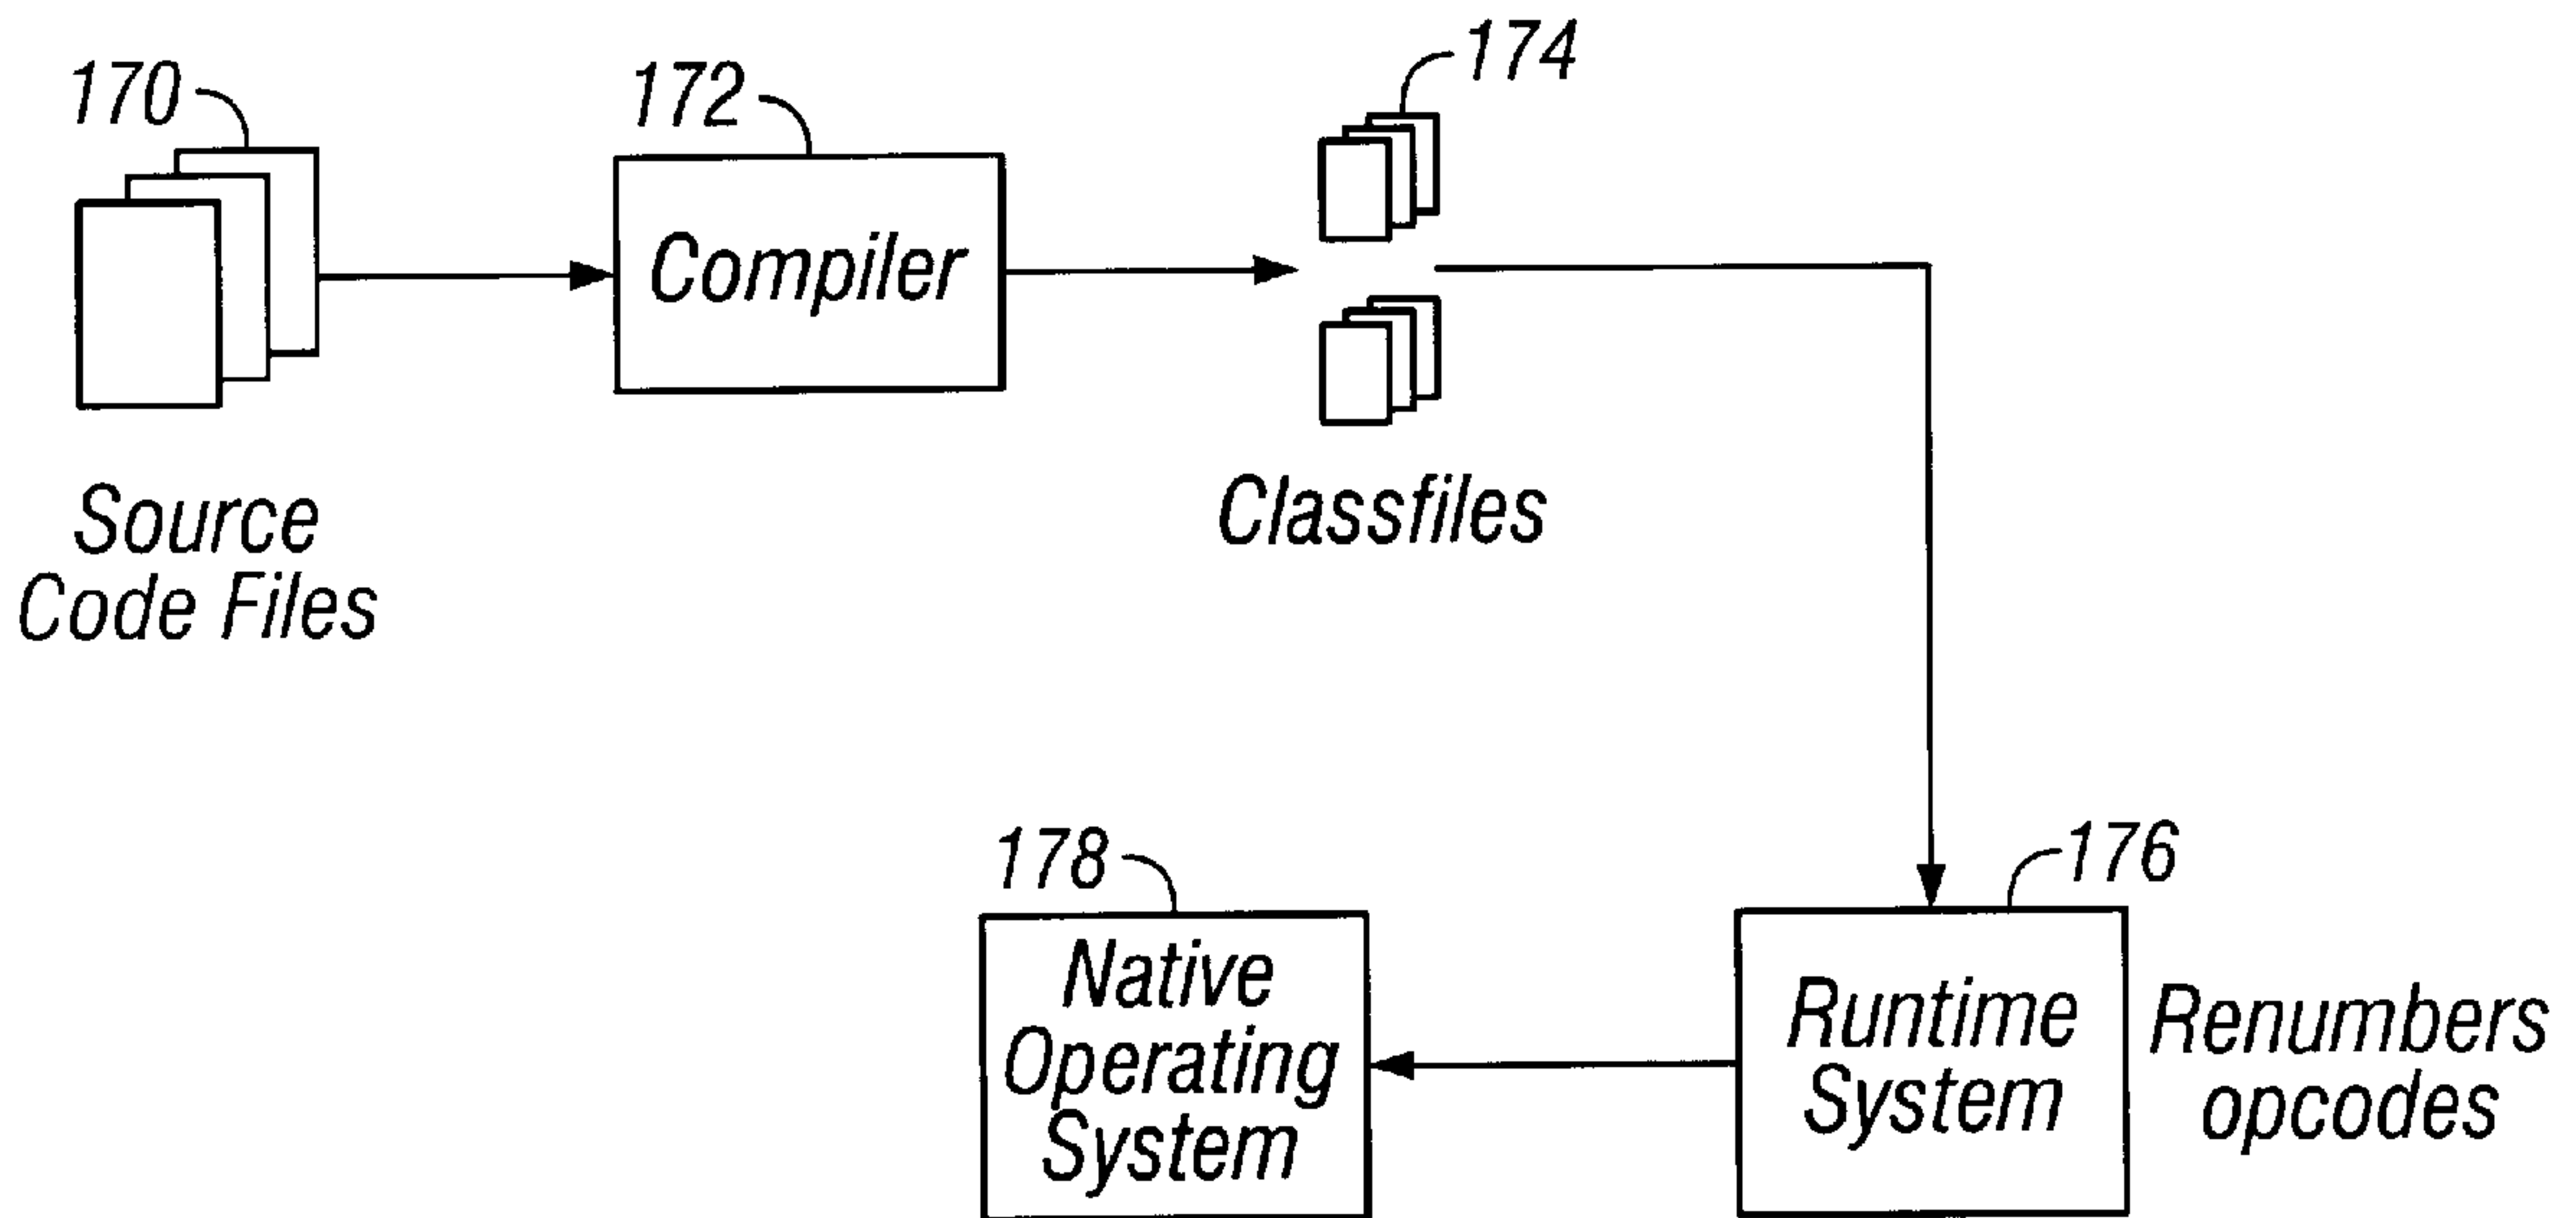 170
172
174
Compiler
Source
Code Files
Classfiles
178
176
Native
Operating
System
Runtime
System
Renumbers
opcodes